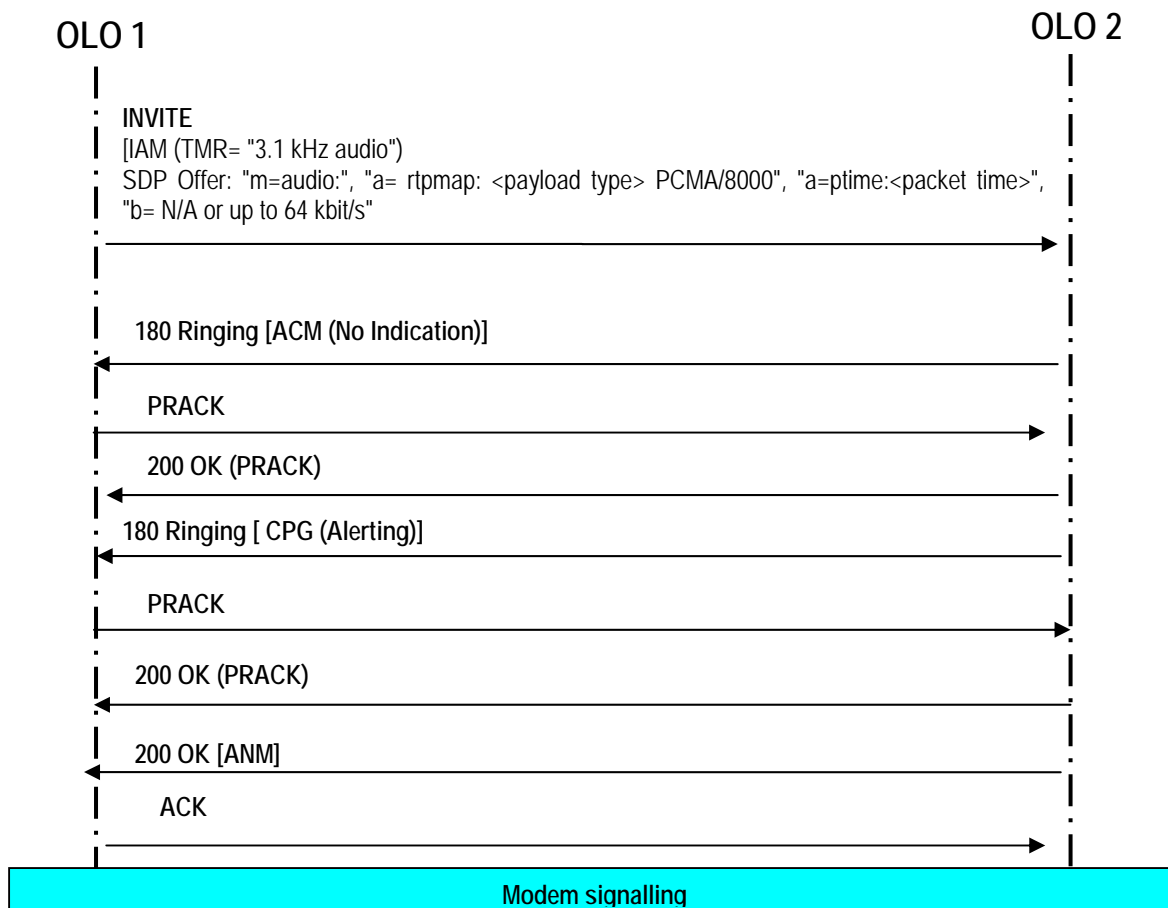 OLO 1
OLO 2
INVITE
[IAM (TMR= "3.1 kHz audio")
SDP Offer: "m=audio:", "a= rtpmap: <payload type> PCMA/8000", "a=ptime:<packet time>",
"b= N/A or up to 64 kbit/s"
180 Ringing [ACM (No Indication)]
PRACK
200 OK (PRACK)
180 Ringing [ CPG (Alerting)]
PRACK
200 OK (PRACK)
200 OK [ANM]
ACK
Modem signalling